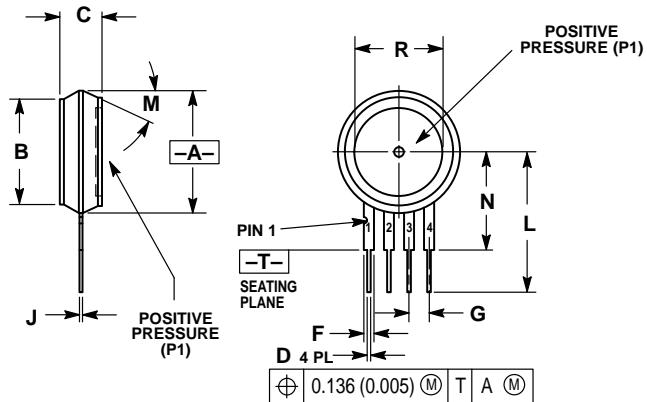 C
R
POSITIVE
PRESSURE (P1)
M
B
–A–
N
L
PIN 1
1 2 3 4
–T–
SEATING
PLANE
J
POSITIVE
PRESSURE
(P1)
F
G
D 4 PL
⌖ 0.136 (0.005) Ⓜ T A Ⓜ